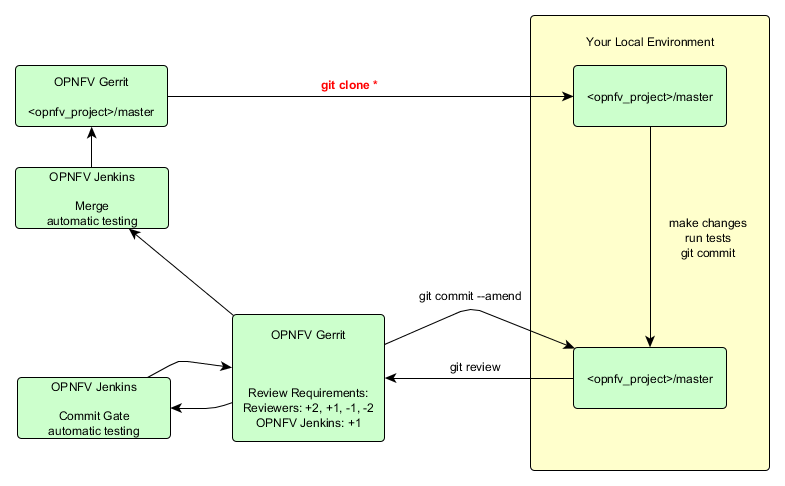 Your Local Environment
OPNFV Gerrit
<opnfv_project>/master
git clone *
<opnfv_project>/master
OPNFV Jenkins
Merge
automatic testing
make changes
run tests
git commit
git commit --amend
OPNFV Gerrit
Review Requirements:
Reviewers: +2, +1, -1, -2
OPNFV Jenkins: +1
git review
<opnfv_project>/master
OPNFV Jenkins
Commit Gate
automatic testing